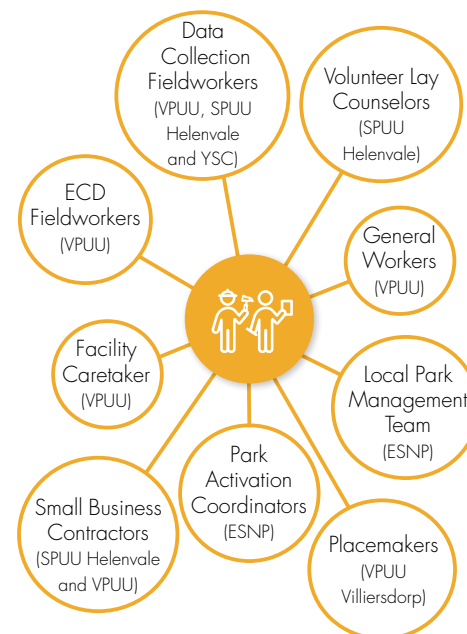 Data
Collection
Fieldworkers
(VPUU, SPUU
Helenvale
and YSC)
Volunteer Lay
Counselors
(SPUU
Helenvale)
ECD
Fieldworkers
(VPUU)
General
Workers
(VPUU)
Facility
Caretaker
(VPUU)
Local Park
Management
Team
(ESNP)
Park
Activation
Coordinators
(ESNP)
Small Business
Contractors
(SPUU Helenvale
and VPUU)
Placemakers
(VPUU
Villiersdorp)